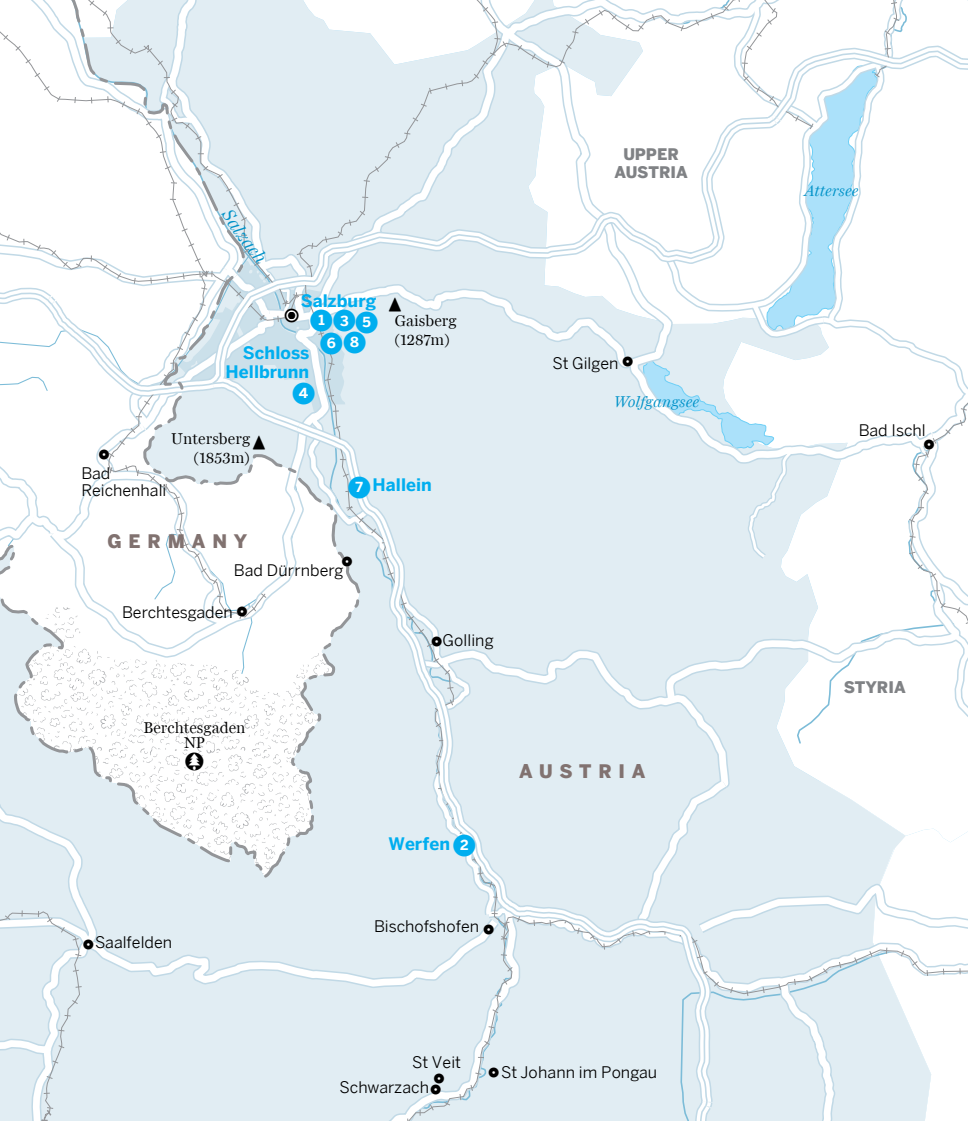 UPPER
AUSTRIA
Attersee
Salzach
Salzburg
1 3 5
6 8
Gaisberg
(1287m)
Schloss
Hellbrunn
4
St Gilgen
Wolfgangsee
Bad Ischl
Untersberg
(1853m)
Bad
Reichenhall
7 Hallein
GERMANY
Bad Dürrnberg
Berchtesgaden
Golling
STYRIA
Berchtesgaden
NP
AUSTRIA
Werfen 2
Bischofshofen
Saalfelden
St Veit
Schwarzach
St Johann im Pongau